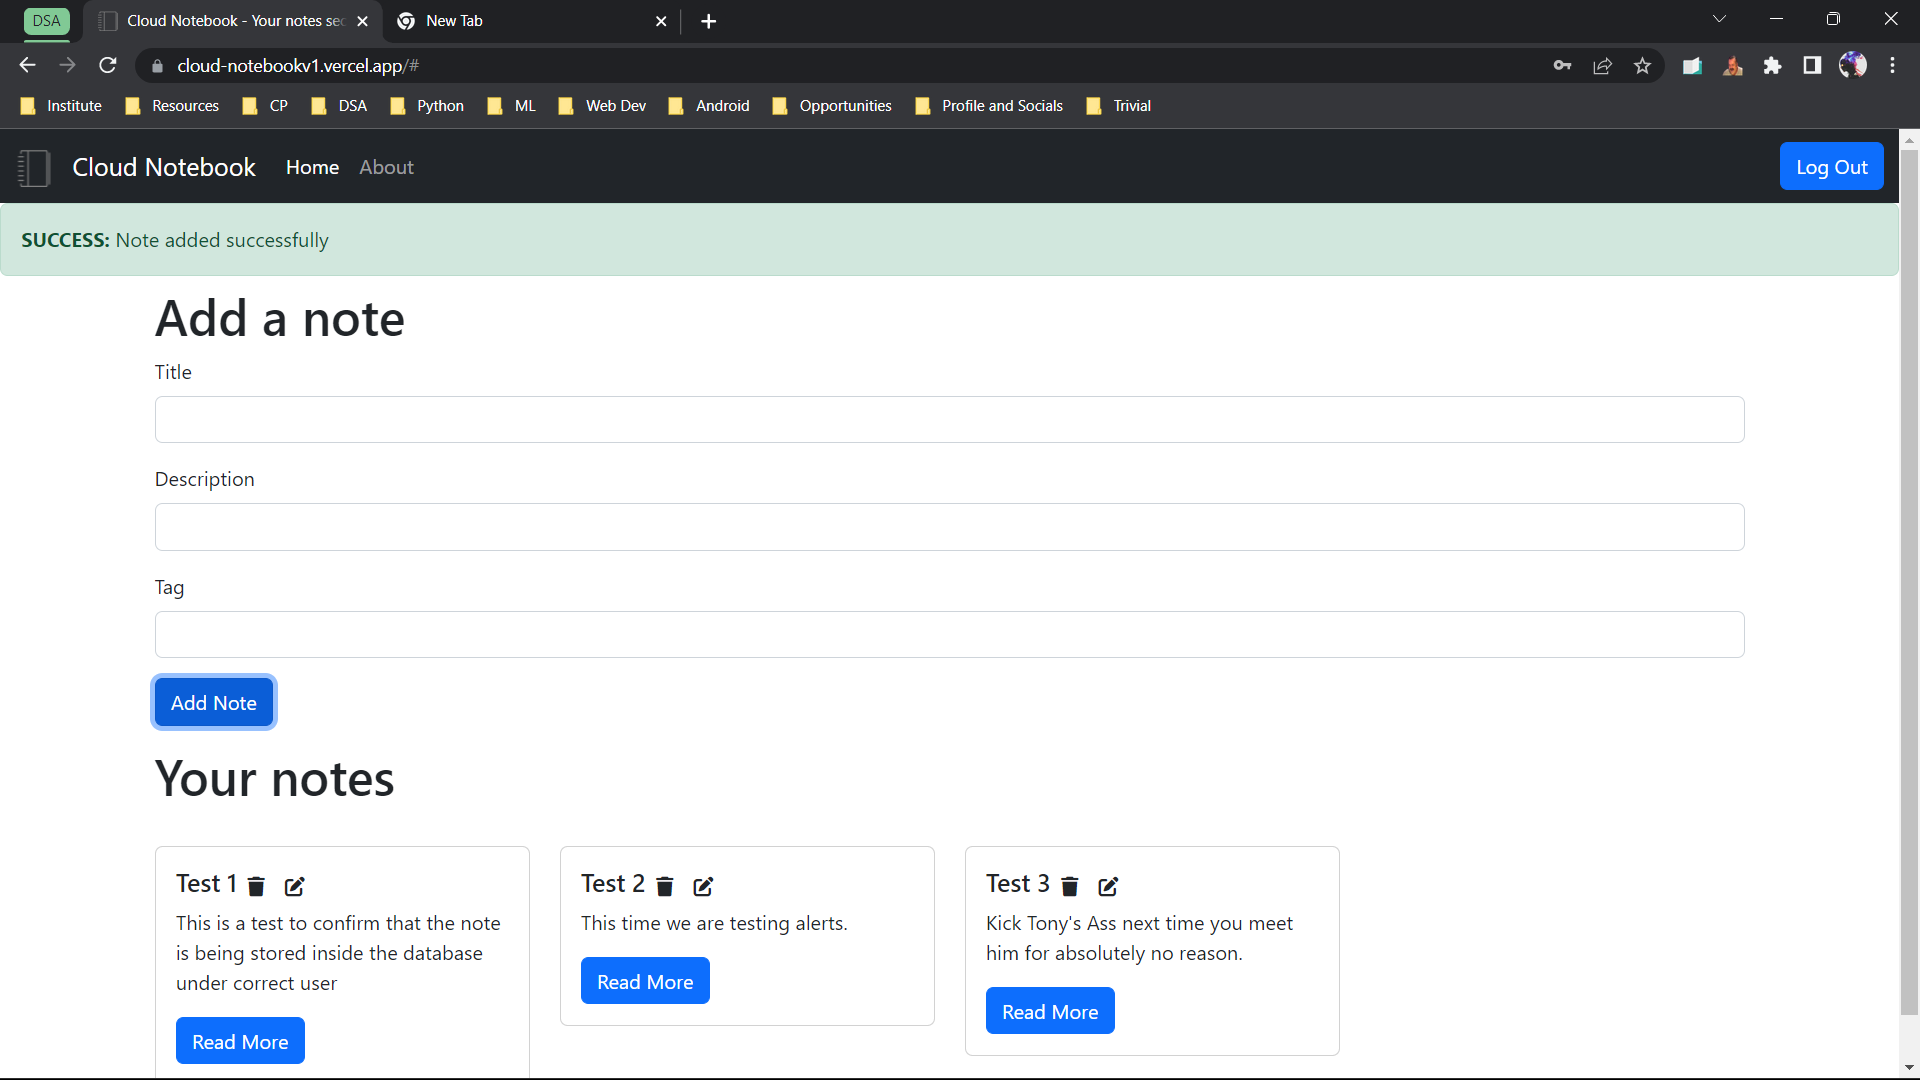 DSA
Cloud Notebook - Your notes sec
New Tab
cloud-notebookv1.vercel.app/#
Institute
Resources
CP
DSA
Python
ML
Web Dev
Android
Opportunities
Profile and Socials
Trivial
Cloud Notebook
Home
About
Log Out
SUCCESS: Note added successfully
Add a note
Title
Description
Tag
Add Note
Your notes
Test 1
This is a test to confirm that the note
is being stored inside the database
under correct user
Read More
Test 2
This time we are testing alerts.
Read More
Test 3
Kick Tony's Ass next time you meet
him for absolutely no reason.
Read More